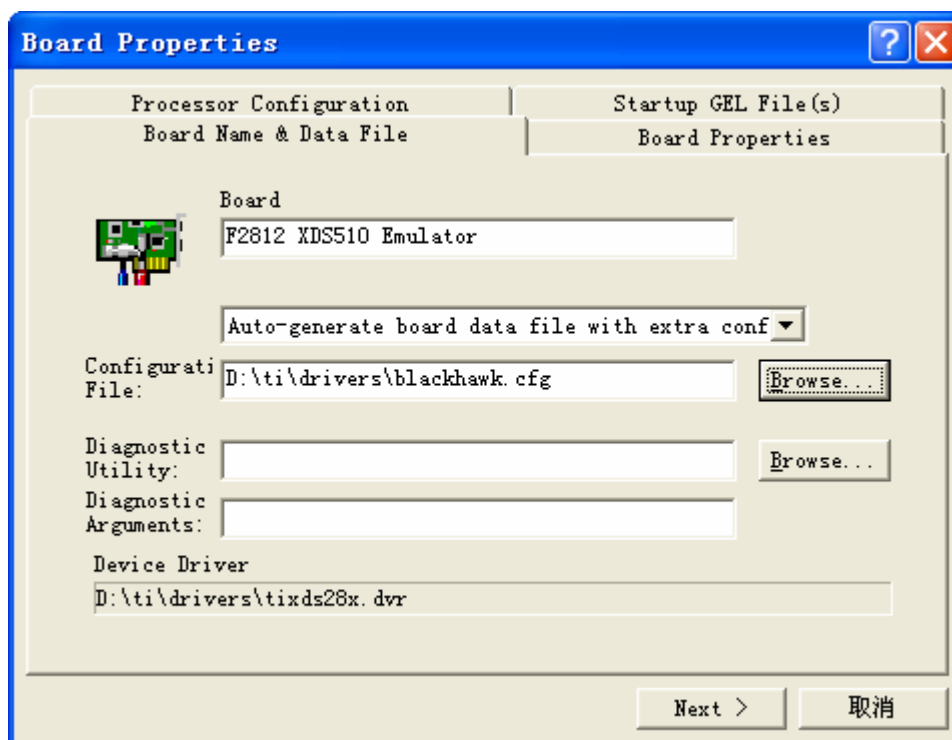 Board Properties
Processor Configuration
Startup GEL File(s)
Board Name & Data File
Board Properties
Board
F2812 XDS510 Emulator
Auto-generate board data file with extra conf
Configurati
File:
D:\ti\drivers\blackhawk.cfg
Browse...
Diagnostic
Utility:
Browse...
Diagnostic
Arguments:
Device Driver
D:\ti\drivers\tixds28x.dvr
Next >
取消